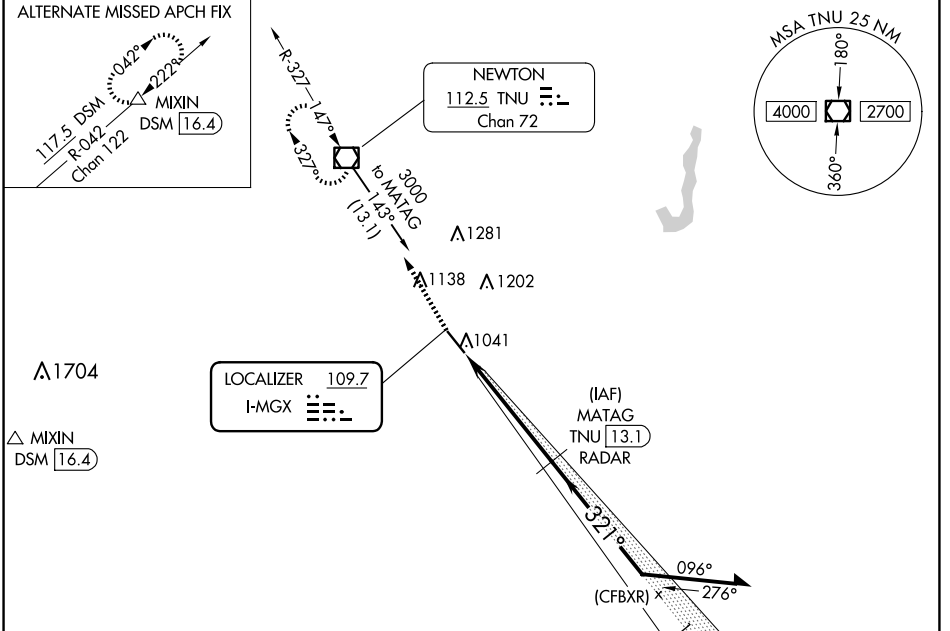 ALTERNATE MISSED APCH FIX
042°
222°
MIXIN
DSM 16.4
117.5 DSM
R-042
Chan 122
R-327
147°
327°
NEWTON
112.5 TNU
Chan 72
3000
to MATAG
143°
(13.1)
MSA TNU 25 NM
180°
4000
2700
360°
1281
1138
1202
1041
1704
LOCALIZER 109.7
I-MGX
MIXIN
DSM 16.4
(IAF)
MATAG
TNU 13.1
RADAR
321°
096°
276°
(CFBXR)